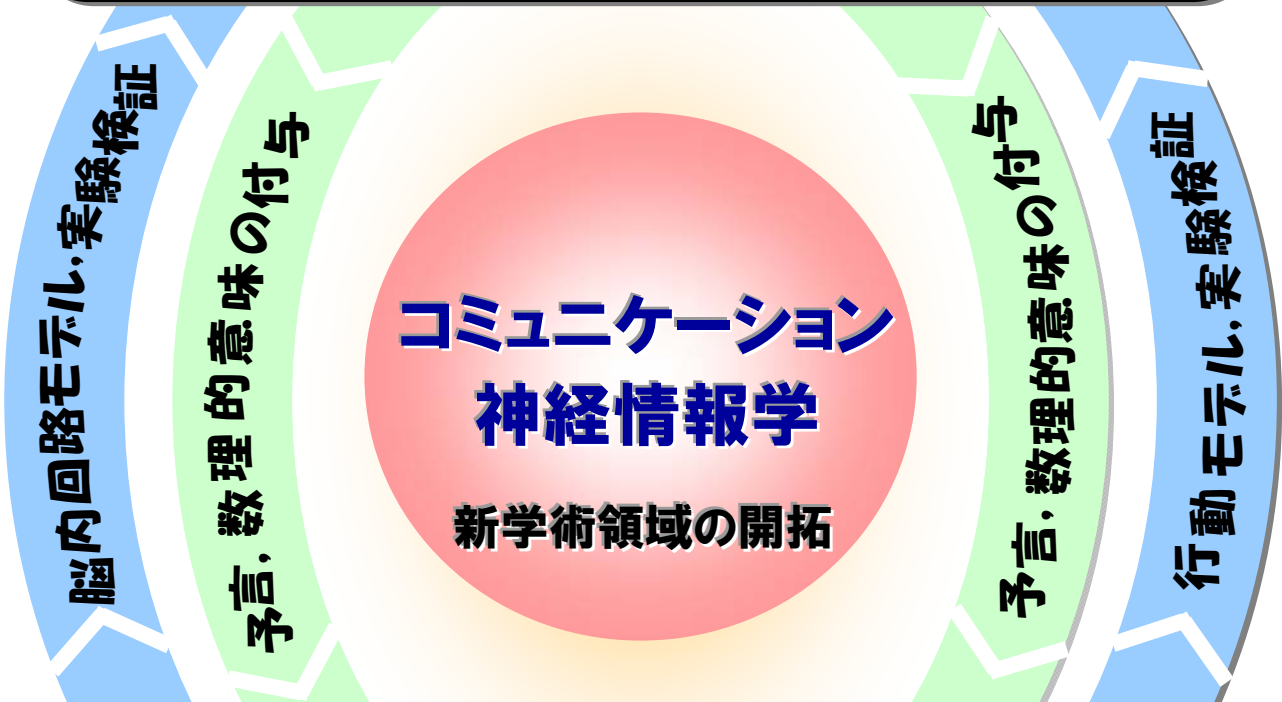 脳内回路モデル,実験検証
予言,数理的意味の付与
コミュニケーション
神経情報学
新学術領域の開拓
予言,数理的意味の付与
行動モデル,実験検証